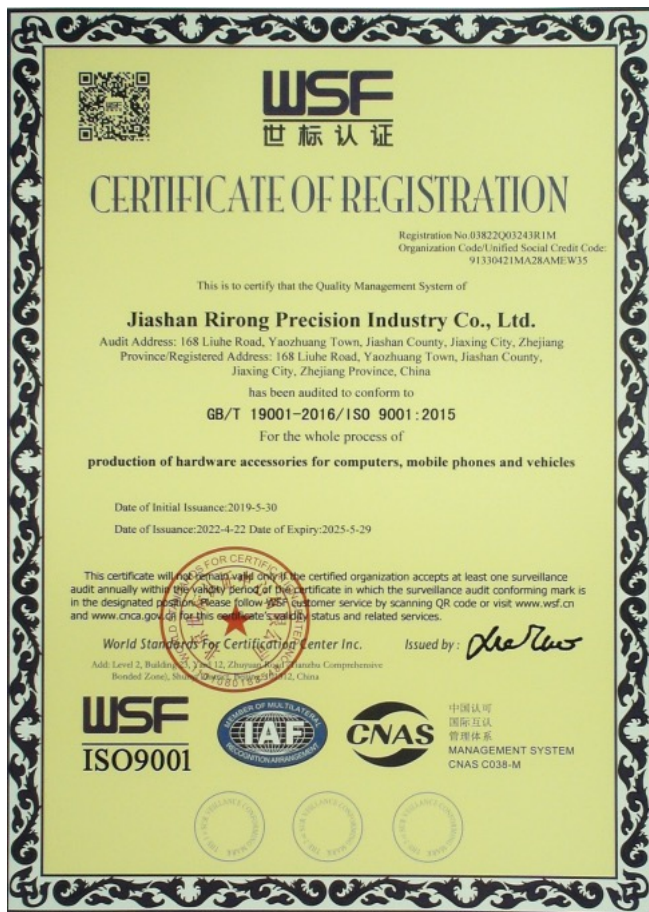 WSF
世标认证
CERTIFICATE OF REGISTRATION
Registration No.03822Q03243R1M
Organization Code/Unified Social Credit Code:
91330421MA28AMEW35
This is to certify that the Quality Management System of
Jiashan Rirong Precision Industry Co., Ltd.
Audit Address: 168 Liuhe Road, Yaozhuang Town, Jiashan County, Jiaxing City, Zhejiang
Province/Registered Address: 168 Liuhe Road, Yaozhuang Town, Jiashan County,
Jiaxing City, Zhejiang Province, China
has been audited to conform to
GB/T 19001-2016/ISO 9001:2015
For the whole process of
production of hardware accessories for computers, mobile phones and vehicles
Date of Initial Issuance:2019-5-30
Date of Issuance:2022-4-22 Date of Expiry:2025-5-29
This certificate will not remain valid only if the certified organization accepts at least one surveillance
audit annually within the validity period of the certificate in which the surveillance audit conforming mark is
in the designated position. Please follow WSF customer service by scanning QR code or visit www.wsf.cn
and www.cnca.gov.cn for this certificate's validity status and related services.
World Standards For Certification Center Inc.
Issued by :
Add: Level 2, Building 12, Zhuyuan Road (Tianzhu Comprehensive
Bonded Zone), China
WSF
ISO9001
MEMBER OF MULTILATERAL
IAF
RECOGNITION ARRANGEMENT
CNAS
中国认可
国际互认
管理体系
MANAGEMENT SYSTEM
CNAS C038-M